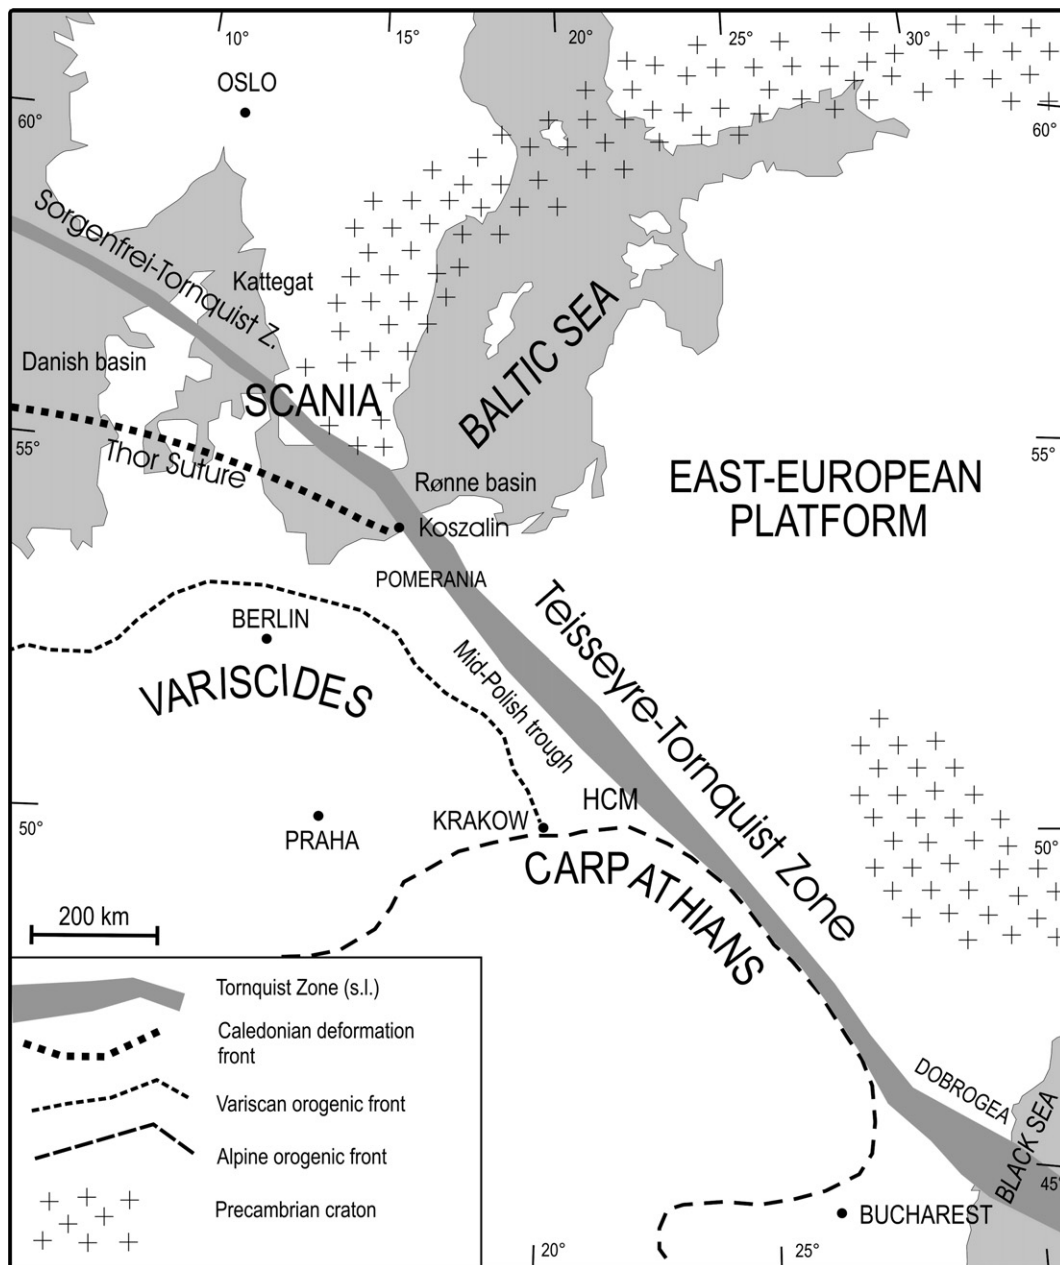 10°
15°
20°
25°
30°
OSLO
60°
60°
Sorgenfrei-Tornquist Z.
Kattegat
BALTIC SEA
Danish basin
SCANIA
55°
Thor Suture
55°
Rønne basin
EAST-EUROPEAN
PLATFORM
Koszalin
POMERANIA
BERLIN
Teisseyre-Tornquist Zone
VARISCIDES
Mid-Polish trough
HCM
50°
KRAKOW
PRAHA
50°
CARPATHIANS
200 km
Tornquist Zone (s.l.)
Caledonian deformation
front
Variscan orogenic front
Alpine orogenic front
Precambrian craton
DOBROGEA
BLACK SEA
45°
BUCHAREST
20°
25°